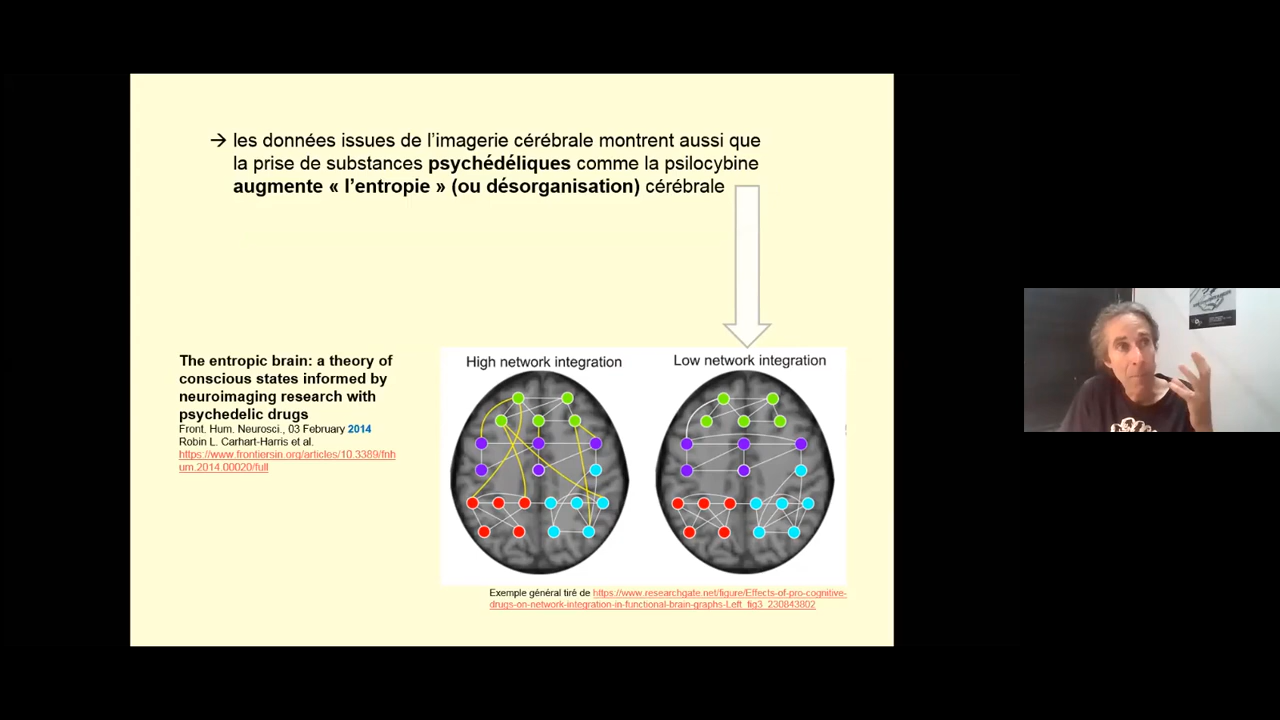 → les données issues de l’imagerie cérébrale montrent aussi que
la prise de substances psychédéliques comme la psilocybine
augmente « l’entropie » (ou désorganisation) cérébrale
The entropic brain: a theory of
conscious states informed by
neuroimaging research with
psychedelic drugs
Front. Hum. Neurosci., 03 February 2014
Robin L. Carhart-Harris et al.
https://www.frontiersin.org/articles/10.3389/fnh
um.2014.00020/full
High network integration
Low network integration
Exemple général tiré de https://www.researchgate.net/figure/Effects-of-pro-cognitive-
drugs-on-network-integration-in-functional-brain-graphs-Left_fig3_230843802